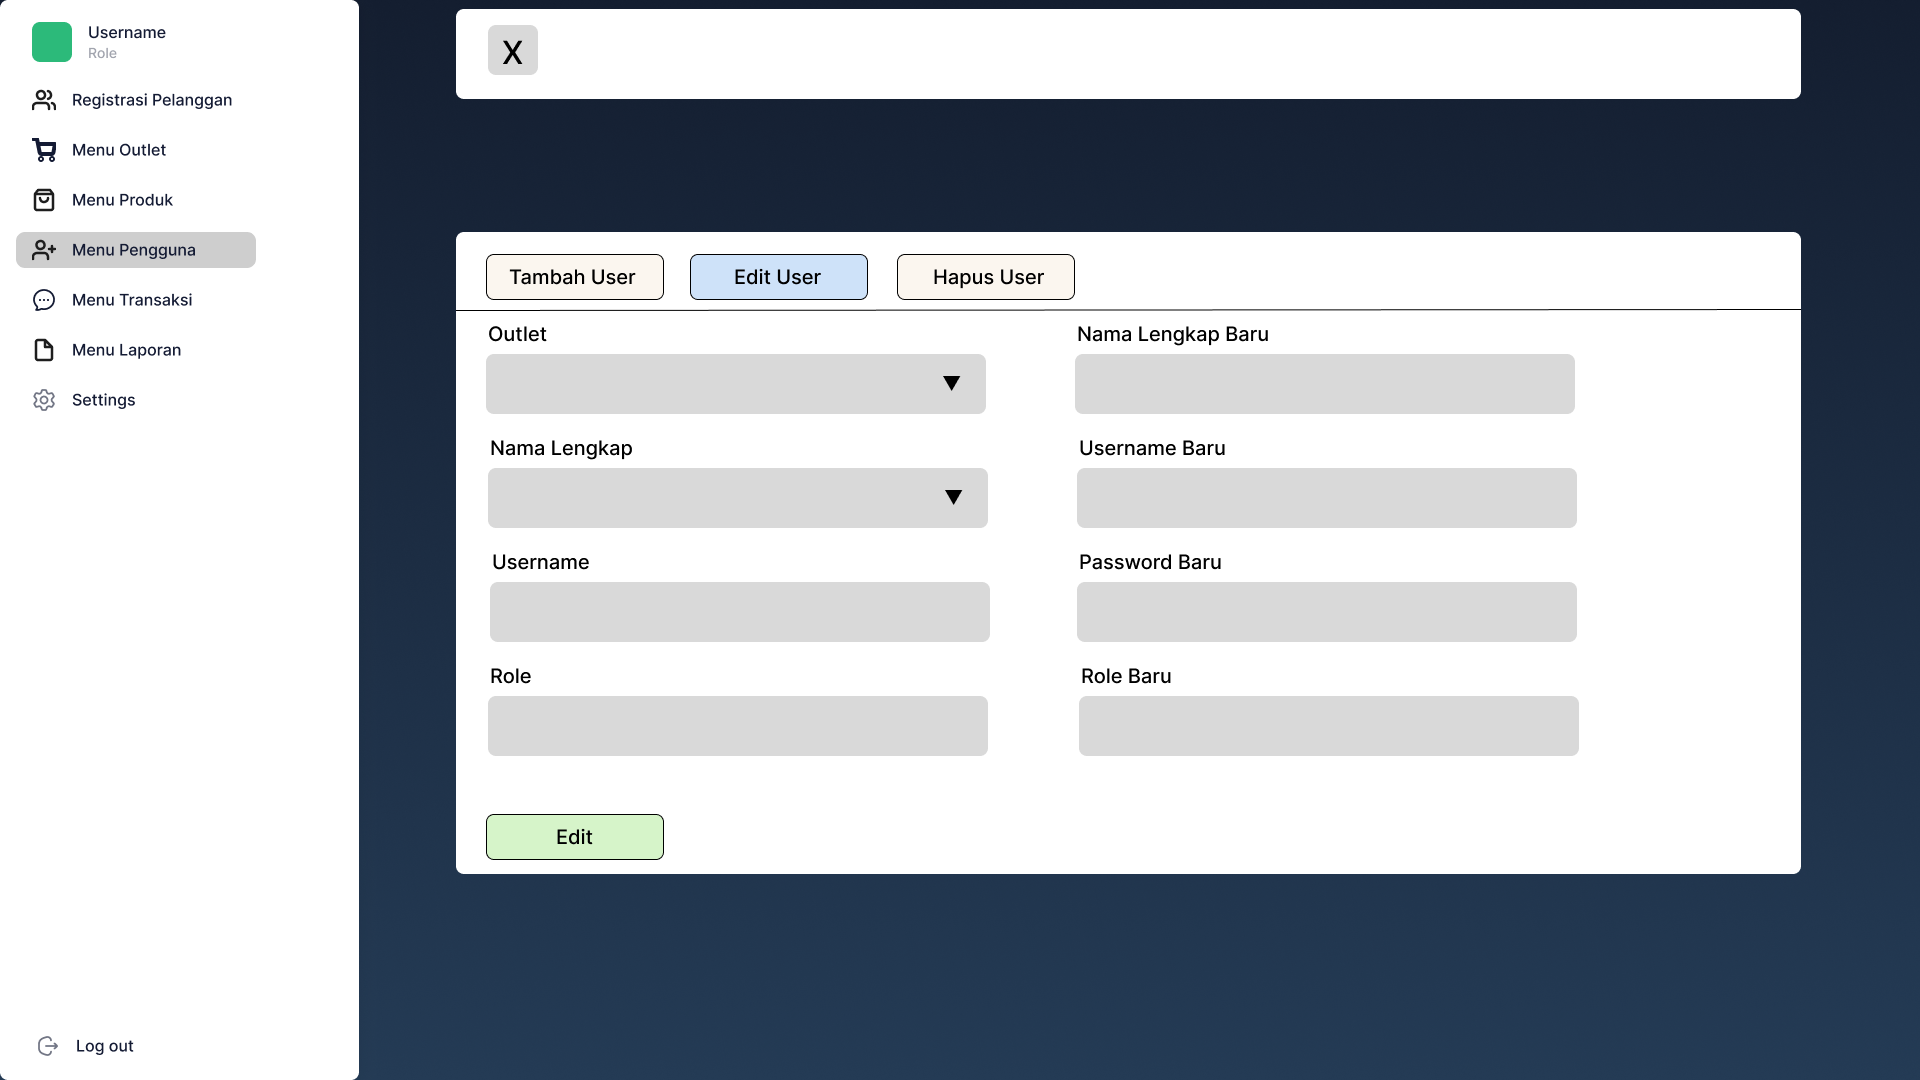 Username
Role
Registrasi Pelanggan
Menu Outlet
Menu Produk
Menu Pengguna
Menu Transaksi
Menu Laporan
Settings
Log out
X
Tambah User
Edit User
Hapus User
Outlet
Nama Lengkap Baru
Nama Lengkap
Username Baru
Username
Password Baru
Role
Role Baru
Edit